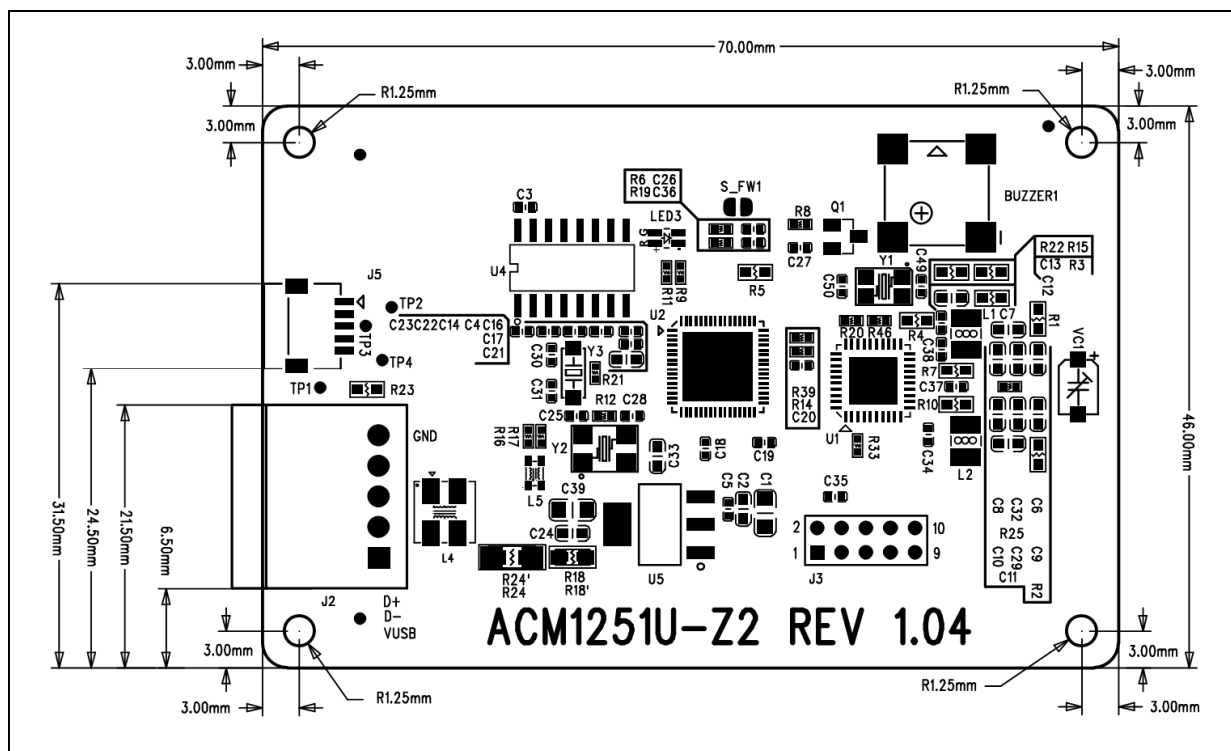 70.00mm
3.00mm
3.00mm
R1.25mm
R1.25mm
3.00mm
3.00mm
R6 C26
R19 C36
S_FW1
C3
LED3
R G
R8
Q1
BUZZER1
R22 R15
C13 R3
C27
Y1
C49
C50
C12
U4
R11
R9
R5
J5
TP2
TP3
TP4
TP1
C23 C22 C14 C4 C16
C17
C21
U2
R20 R46
R4
L1 C7
R1
VC1
+
C30
Y3
C31
R21
C38
R7
C37
R10
R23
R39
R14
C20
R12 C28
C25
GND
R16
R17
Y2
C33
C18
C19
U1
R33
C34
L2
46.00mm
31.50mm
24.50mm
21.50mm
6.50mm
L5
C39
C5
C2
C1
C35
C24
L4
2
10
1
9
J3
C8
C32
C6
R25
C10
C29
C9
C11
R2
R24'
R24
R18
R18'
U5
J2
D+
D-
VUSB
ACM1251U-Z2 REV 1.04
3.00mm
3.00mm
R1.25mm
R1.25mm
3.00mm
3.00mm